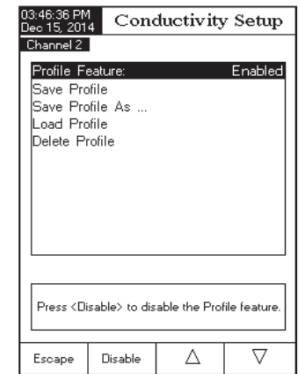 03:46:36 PM
Dec 15, 2014
Conductivity Setup
Channel 2
Profile Feature: Enabled
Save Profile
Save Profile As ...
Load Profile
Delete Profile
Press <Disable> to disable the Profile feature.
Escape Disable △ ▽